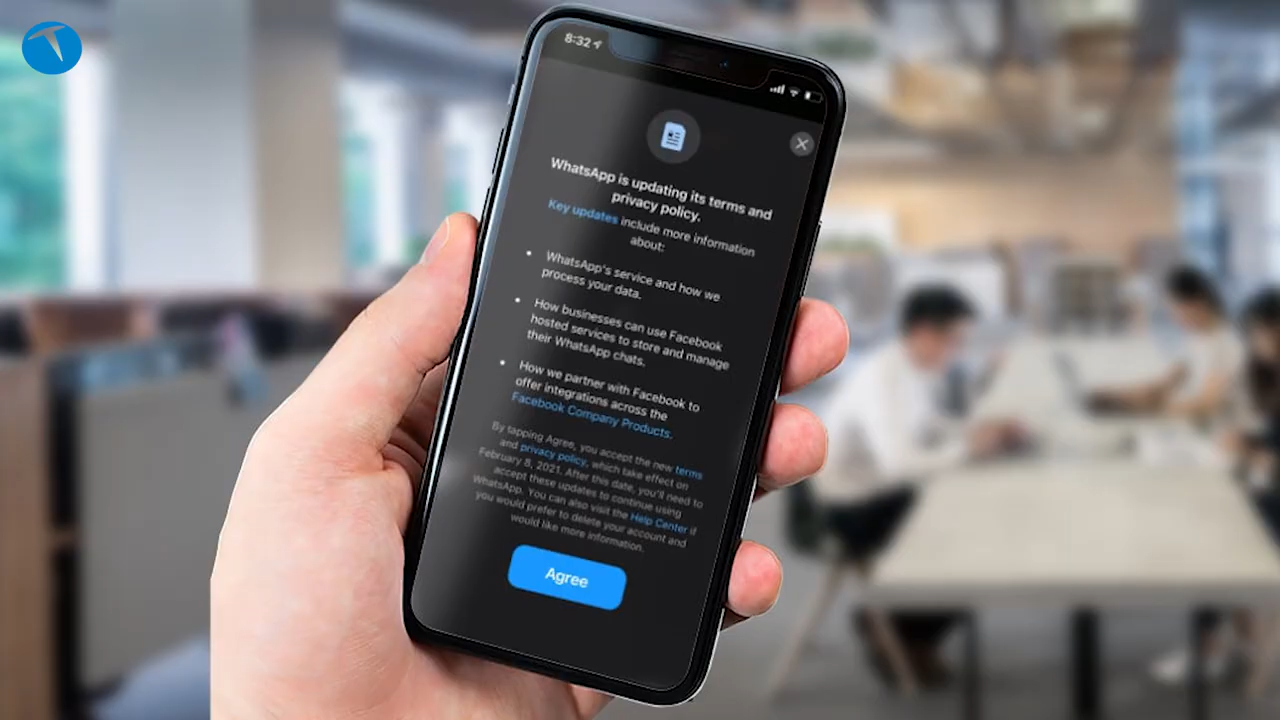 8:32
WhatsApp is updating its terms and
privacy policy.
Key updates include more information
about:
• WhatsApp's service and how we
process your data.
• How businesses can use Facebook
hosted services to store and manage
their WhatsApp chats.
• How we partner with Facebook to
offer integrations across the
Facebook Company Products.
By tapping Agree, you accept the new terms
and privacy policy, which take effect on
February 8, 2021. After this date, you'll need to
accept these updates to continue using
WhatsApp. You can also visit the Help Center if
you would prefer to delete your account and
would like more information.
Agree